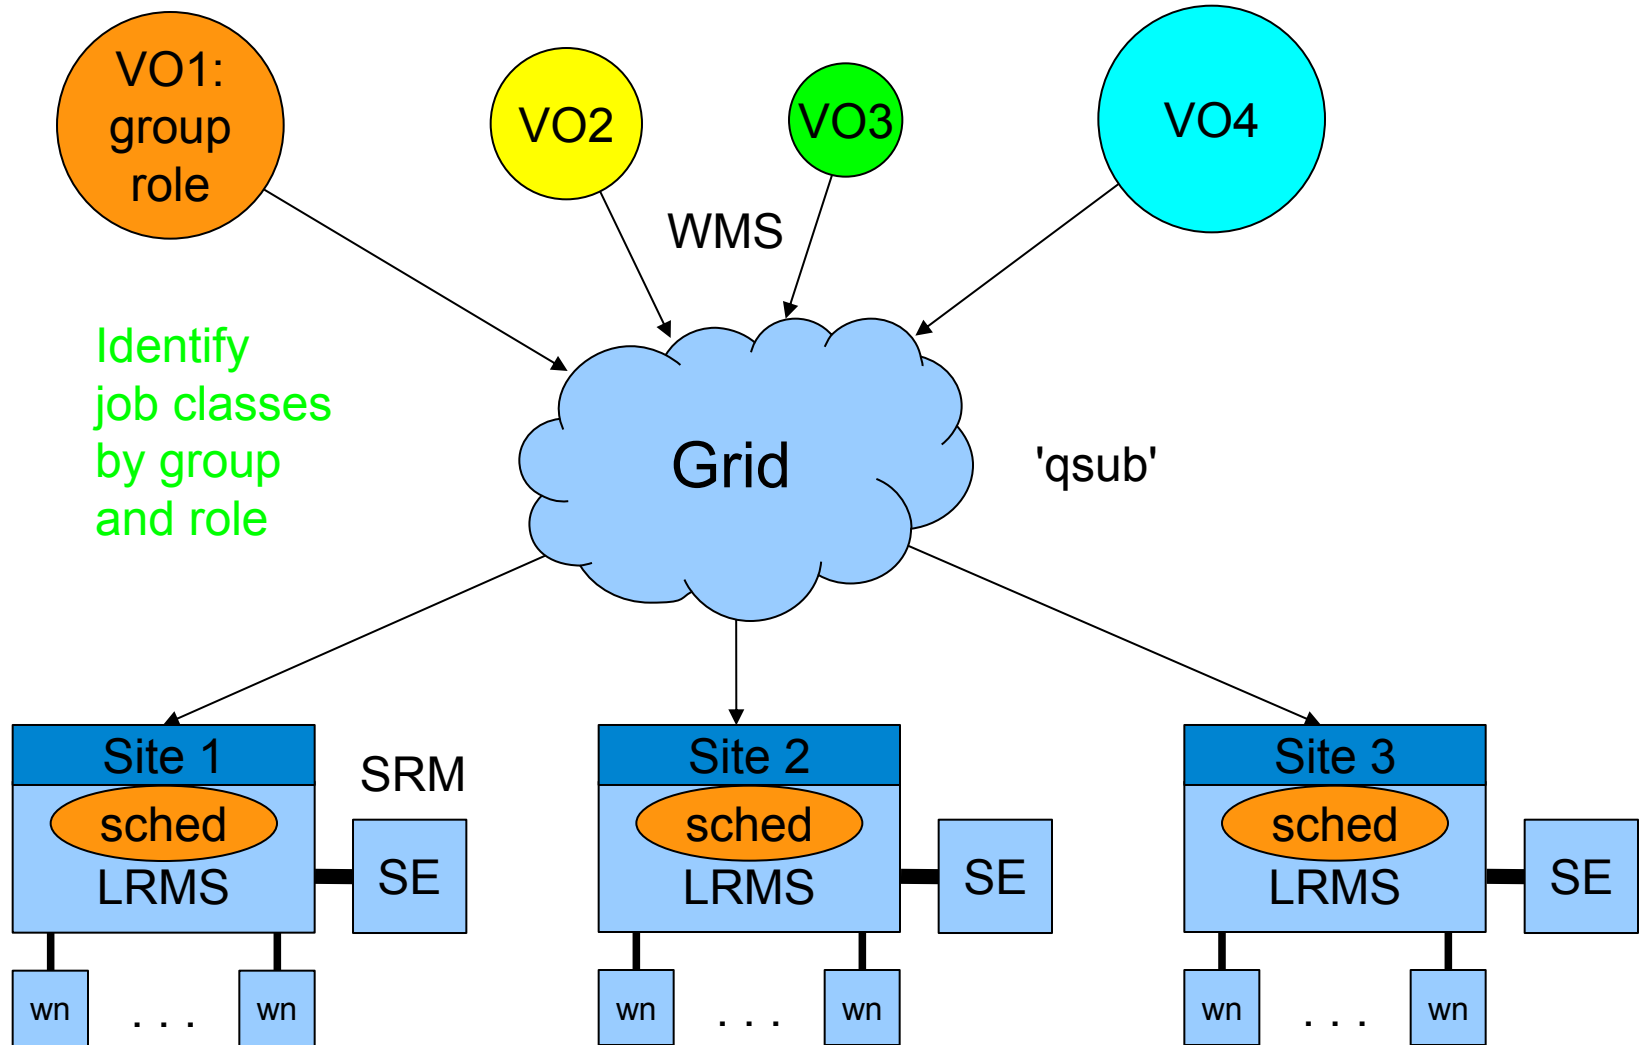 VO1:
group
role
VO2
VO3
VO4
WMS
Identify
job classes
by group
and role
Grid
'qsub'
Site 1
sched
LRMS
SRM
SE
wn
. . .
wn
Site 2
sched
LRMS
SE
wn
. . .
wn
Site 3
sched
LRMS
SE
wn
. . .
wn